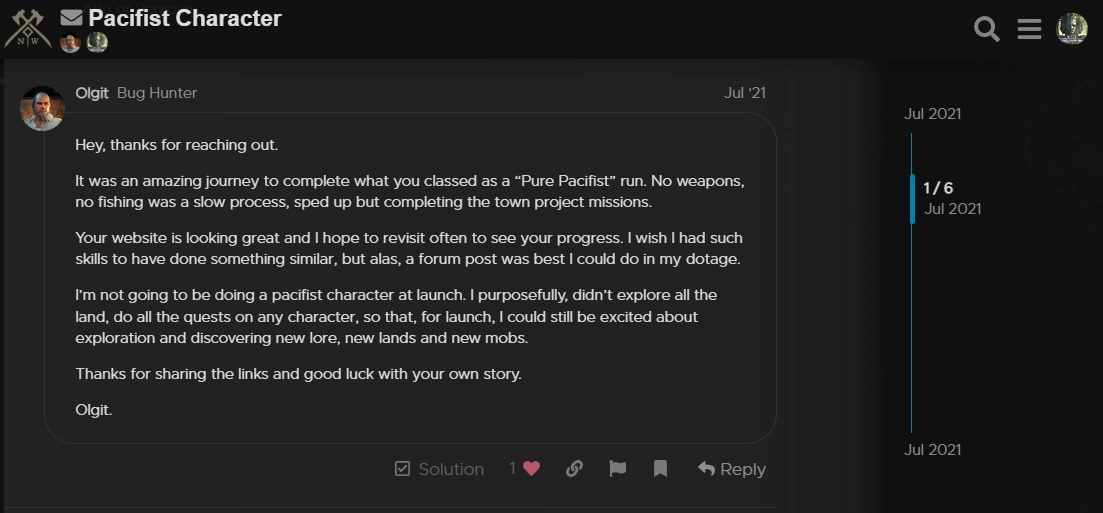 Pacifist Character
N W
Olgit Bug Hunter Jul '21
Hey, thanks for reaching out.
It was an amazing journey to complete what you classed as a “Pure Pacifist” run. No weapons,
no fishing was a slow process, sped up but completing the town project missions.
Your website is looking great and I hope to revisit often to see your progress. I wish I had such
skills to have done something similar, but alas, a forum post was best I could do in my dotage.
I’m not going to be doing a pacifist character at launch. I purposefully, didn’t explore all the
land, do all the quests on any character, so that, for launch, I could still be excited about
exploration and discovering new lore, new lands and new mobs.
Thanks for sharing the links and good luck with your own story.
Olgit.
Solution 1 Reply
Jul 2021
1 / 6
Jul 2021
Jul 2021